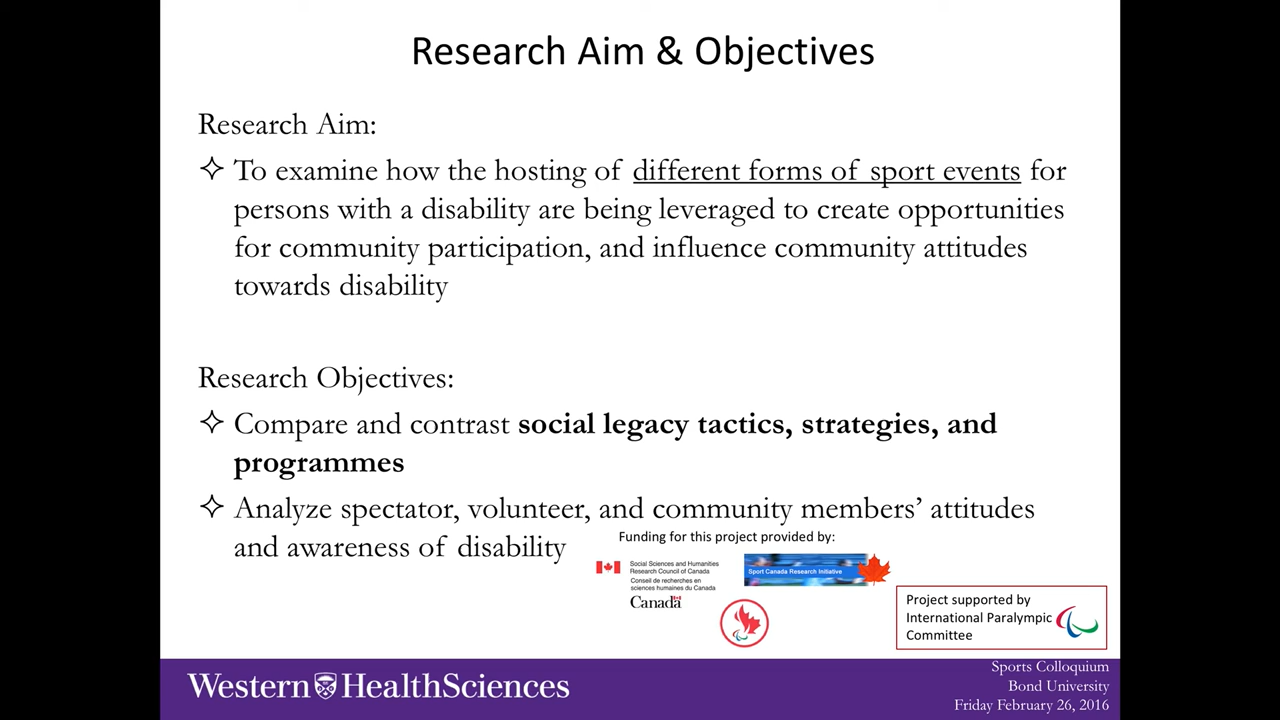 Research Aim & Objectives
Research Aim:
To examine how the hosting of different forms of sport events for
persons with a disability are being leveraged to create opportunities
for community participation, and influence community attitudes
towards disability
Research Objectives:
Compare and contrast social legacy tactics, strategies, and
programmes
Analyze spectator, volunteer, and community members’ attitudes
and awareness of disability
Funding for this project provided by:
Social Sciences and Humanities
Research Council of Canada
Conseil de recherches en
sciences humaines du Canada
Canada
Sport Canada Research Initiative
Project supported by
International Paralympic
Committee
Western HealthSciences
Sports Colloquium
Bond University
Friday February 26, 2016